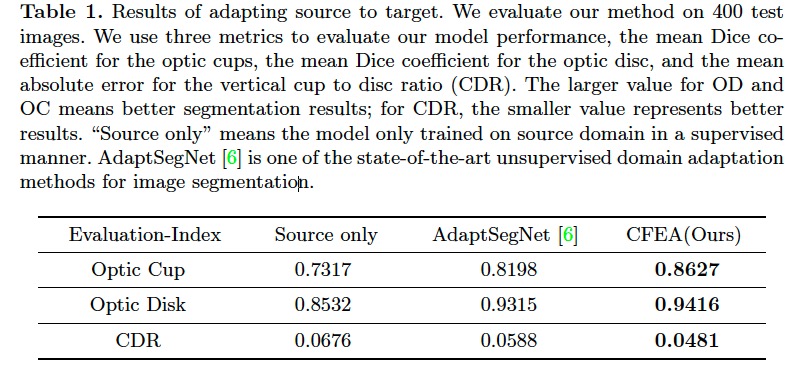 Table 1. Results of adapting source to target. We evaluate our method on 400 test
images. We use three metrics to evaluate our model performance, the mean Dice co-
efficient for the optic cups, the mean Dice coefficient for the optic disc, and the mean
absolute error for the vertical cup to disc ratio (CDR). The larger value for OD and
OC means better segmentation results; for CDR, the smaller value represents better
results. “Source only” means the model only trained on source domain in a supervised
manner. AdaptSegNet [6] is one of the state-of-the-art unsupervised domain adaptation
methods for image segmentation.
Evaluation-Index Source only AdaptSegNet [6] CFEA(Ours)
Optic Cup 0.7317 0.8198 0.8627
Optic Disk 0.8532 0.9315 0.9416
CDR 0.0676 0.0588 0.0481